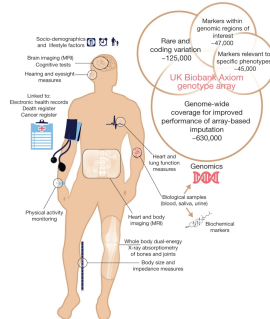 Socio-demographics
and lifestyle factors
Brain imaging (MRI)
Cognitive tests
Hearing and eyesight
measures
Linked to:
Electronic health records
Death register
Cancer register
Physical activity
monitoring
Rare and
coding variation
~125,000
Markers within
genomic regions of
interest
~47,000
Markers relevant to
specific phenotypes
~45,000
UK Biobank Axiom
genotype array
Genome-wide
coverage for improved
performance of array-based
imputation
~630,000
Genomics
Heart and
lung function
measures
Biological samples
(blood, saliva, urine)
Biochemical
markers
Heart and body
imaging (MRI)
Whole body dual-energy
X-ray absorptiometry
of bones and joints
Body size and
impedance measures